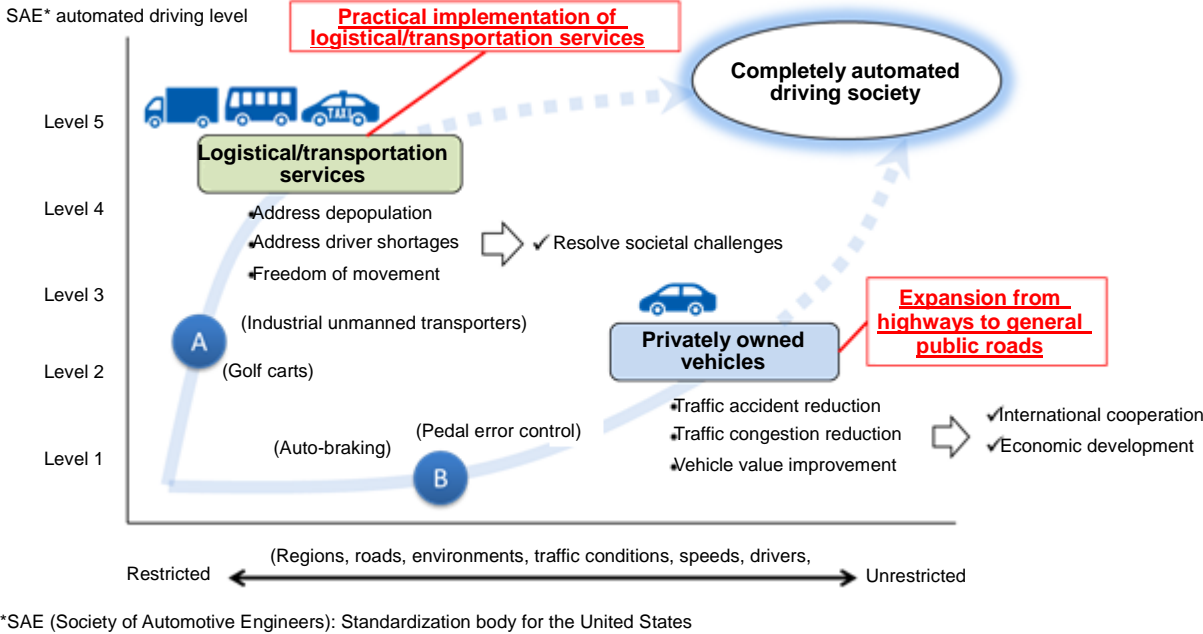 SAE* automated driving level
Practical implementation of
logistical/transportation services
Completely automated
driving society
Level 5
TAXI
Logistical/transportation
services
Level 4
•Address depopulation
•Address driver shortages
•Freedom of movement
✓ Resolve societal challenges
Level 3
Expansion from
highways to general
public roads
(Industrial unmanned transporters)
A
Privately owned
vehicles
Level 2
(Golf carts)
•Traffic accident reduction
•Traffic congestion reduction
•Vehicle value improvement
✓International cooperation
✓Economic development
(Pedal error control)
(Auto-braking)
Level 1
B
(Regions, roads, environments, traffic conditions, speeds, drivers,
Restricted
Unrestricted
*SAE (Society of Automotive Engineers): Standardization body for the United States